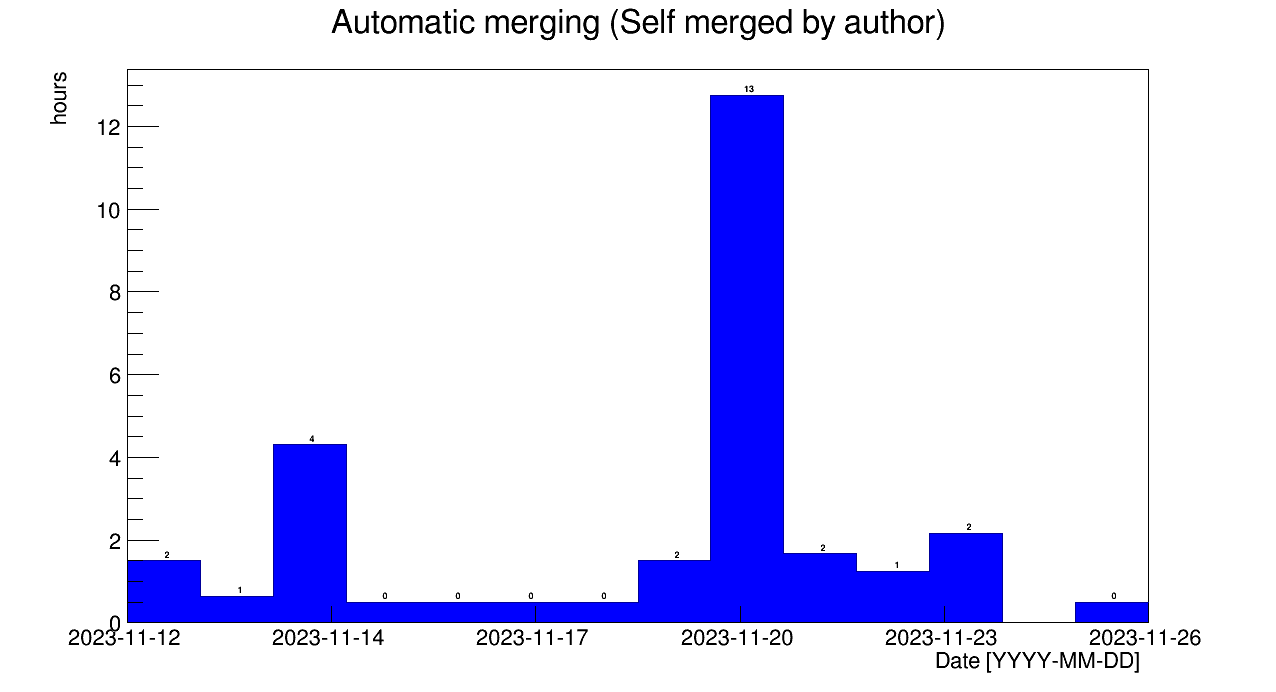 Automatic merging (Self merged by author)
hours
12
10
8
6
4
2
0
2 1 4 0 0 0 0 2 13 2 1 2 0
2023-11-12 2023-11-14 2023-11-17 2023-11-20 2023-11-23 2023-11-26
Date [YYYY-MM-DD]